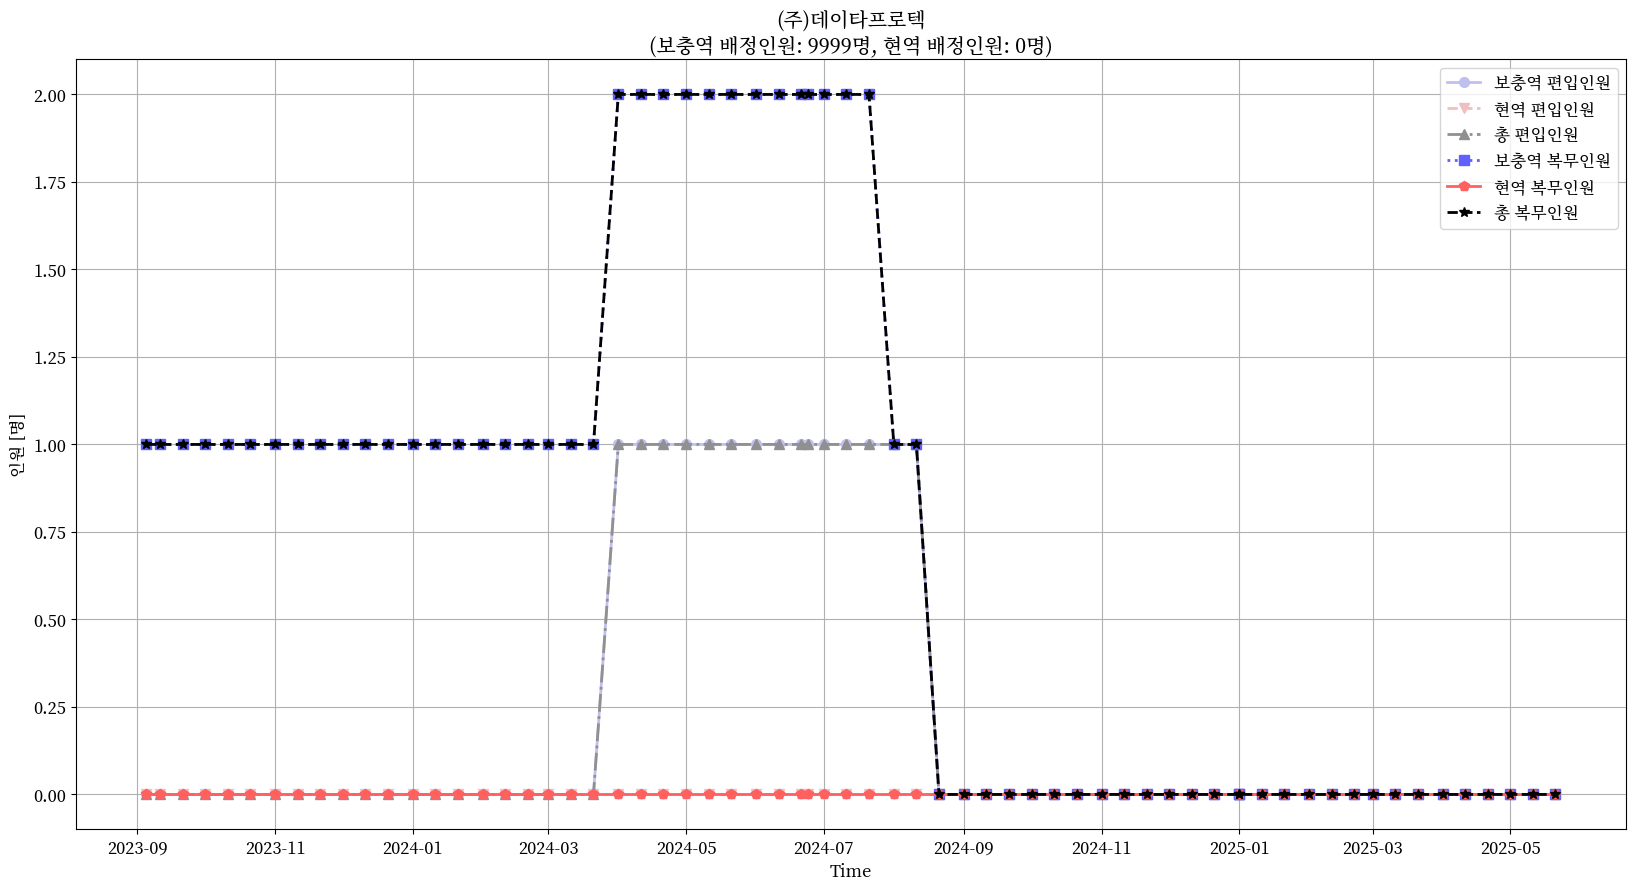 (주)데이타프로텍
(보충역 배정인원: 9999명, 현역 배정인원: 0명)
보충역 편입인원
현역 편입인원
총 편입인원
보충역 복무인원
현역 복무인원
총 복무인원
인원 [명]
2.00
1.75
1.50
1.25
1.00
0.75
0.50
0.25
0.00
2023-09 2023-11 2024-01 2024-03 2024-05 2024-07 2024-09 2024-11 2025-01 2025-03 2025-05
Time